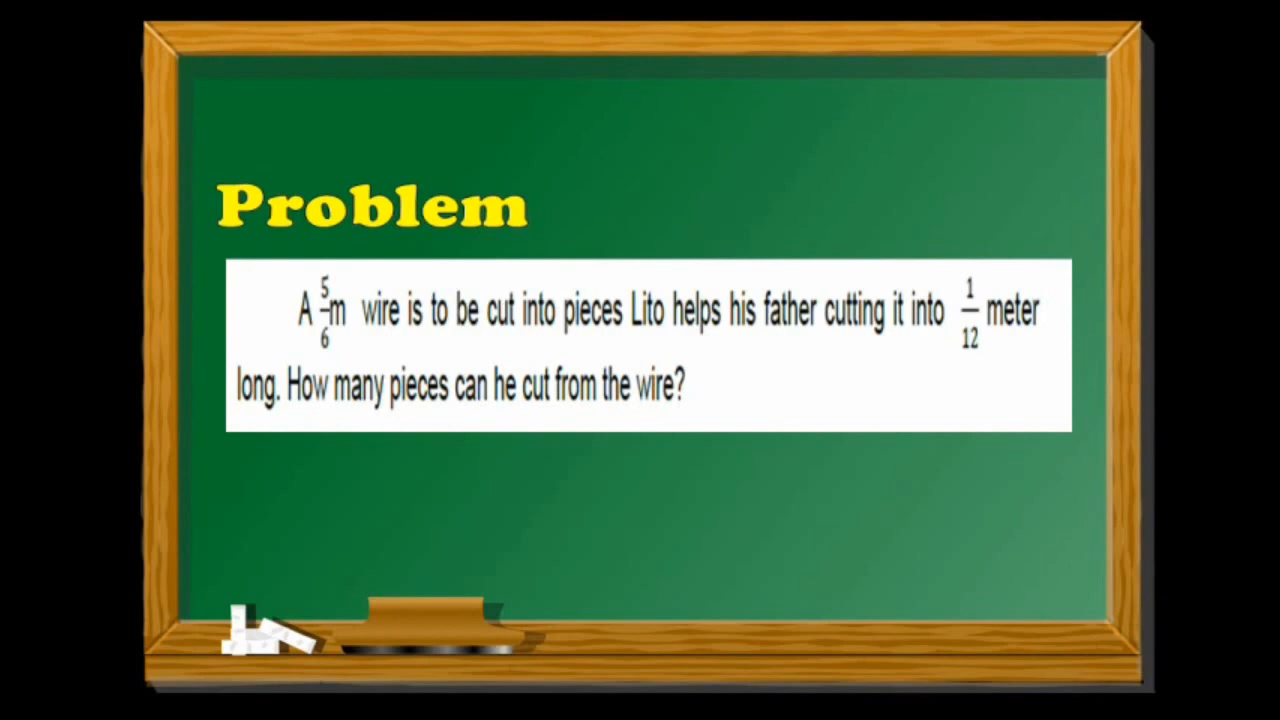 Problem
A 5/6 m wire is to be cut into pieces Lito helps his father cutting it into 1/12 meter
long. How many pieces can he cut from the wire?